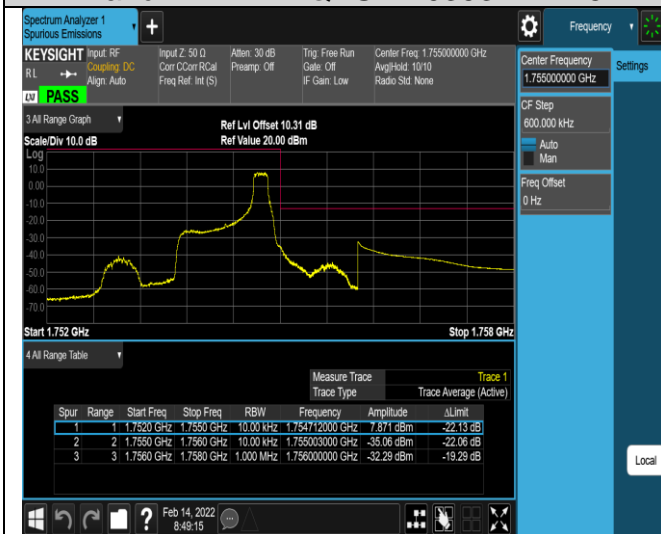 Spectrum Analyzer 1
Spurious Emissions
Frequency
KEYSIGHT
RL
Input: RF
Coupling: DC
Align: Auto
Input Z: 50 Ω
Corr CCorr RCal
Freq Ref: Int (S)
Atten: 30 dB
Preamp: Off
Trig: Free Run
Gate: Off
IF Gain: Low
Center Freq: 1.755000000 GHz
Avg|Hold: 10/10
Radio Std: None
LXI PASS
Center Frequency
1.755000000 GHz
Settings
CF Step
600.000 kHz
Auto
Man
Freq Offset
0 Hz
3 All Range Graph
Ref Lvl Offset 10.31 dB
Scale/Div 10.0 dB
Ref Value 20.00 dBm
Log
10.0
0.00
-10.0
-20.0
-30.0
-40.0
-50.0
-60.0
-70.0
Start 1.752 GHz
Stop 1.758 GHz
4 All Range Table
Measure Trace Trace 1
Trace Type Trace Average (Active)
Spur Range Start Freq Stop Freq RBW Frequency Amplitude ΔLimit
1 1 1.7520 GHz 1.7550 GHz 10.00 kHz 1.754712000 GHz 7.871 dBm -22.13 dB
2 2 1.7550 GHz 1.7560 GHz 10.00 kHz 1.755003000 GHz -35.06 dBm -22.06 dB
3 3 1.7560 GHz 1.7580 GHz 1.000 MHz 1.756000000 GHz -32.29 dBm -19.29 dB
Local
Feb 14, 2022
8:49:15